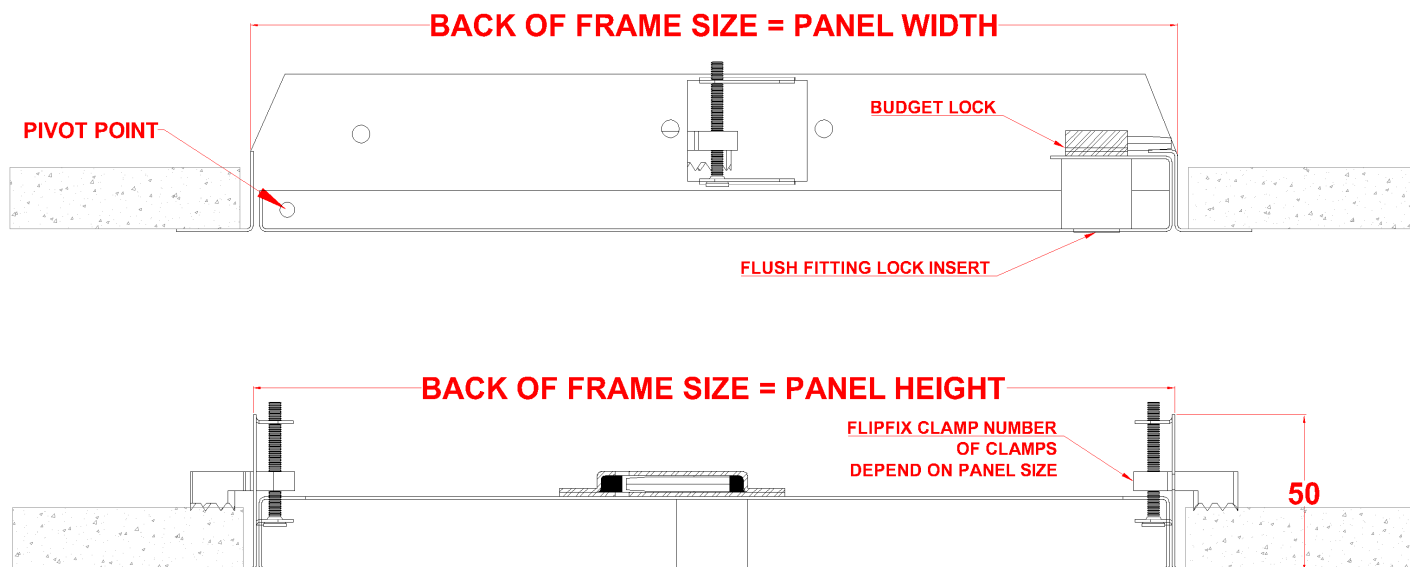 BACK OF FRAME SIZE = PANEL WIDTH
BUDGET LOCK
PIVOT POINT
FLUSH FITTING LOCK INSERT
BACK OF FRAME SIZE = PANEL HEIGHT
FLIPFIX CLAMP NUMBER
OF CLAMPS
DEPEND ON PANEL SIZE
50